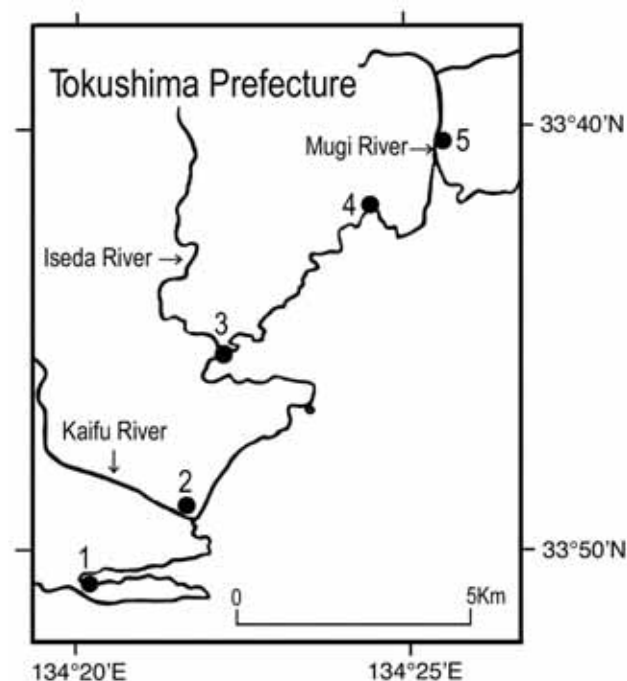 Tokushima Prefecture
33°40'N
Mugi River→
5
4
Iseda River →
3
Kaifu River
↓
2
1
33°50'N
0
5Km
134°20'E
134°25'E